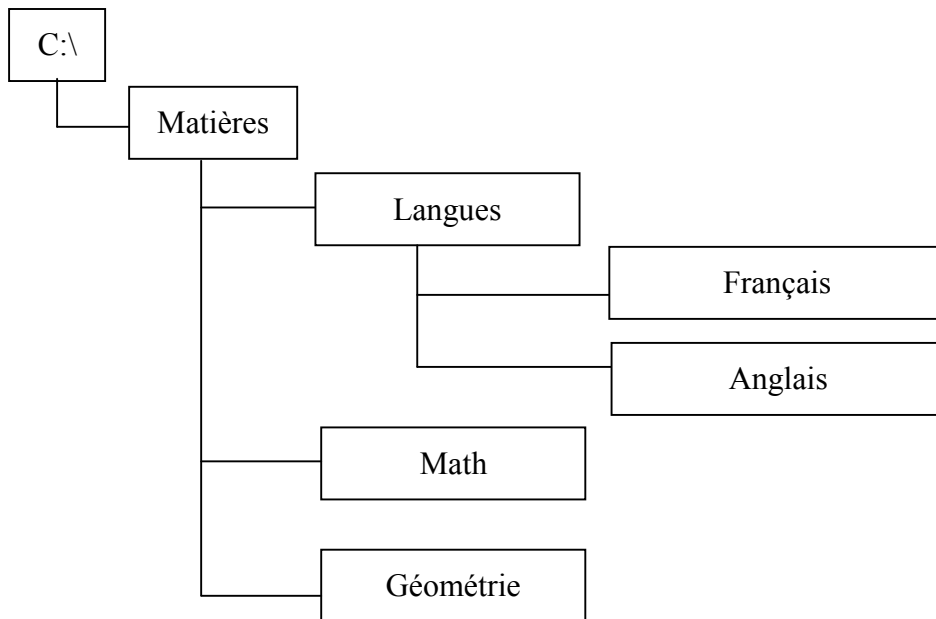 C:\
Matières
Langues
Français
Anglais
Math
Géométrie